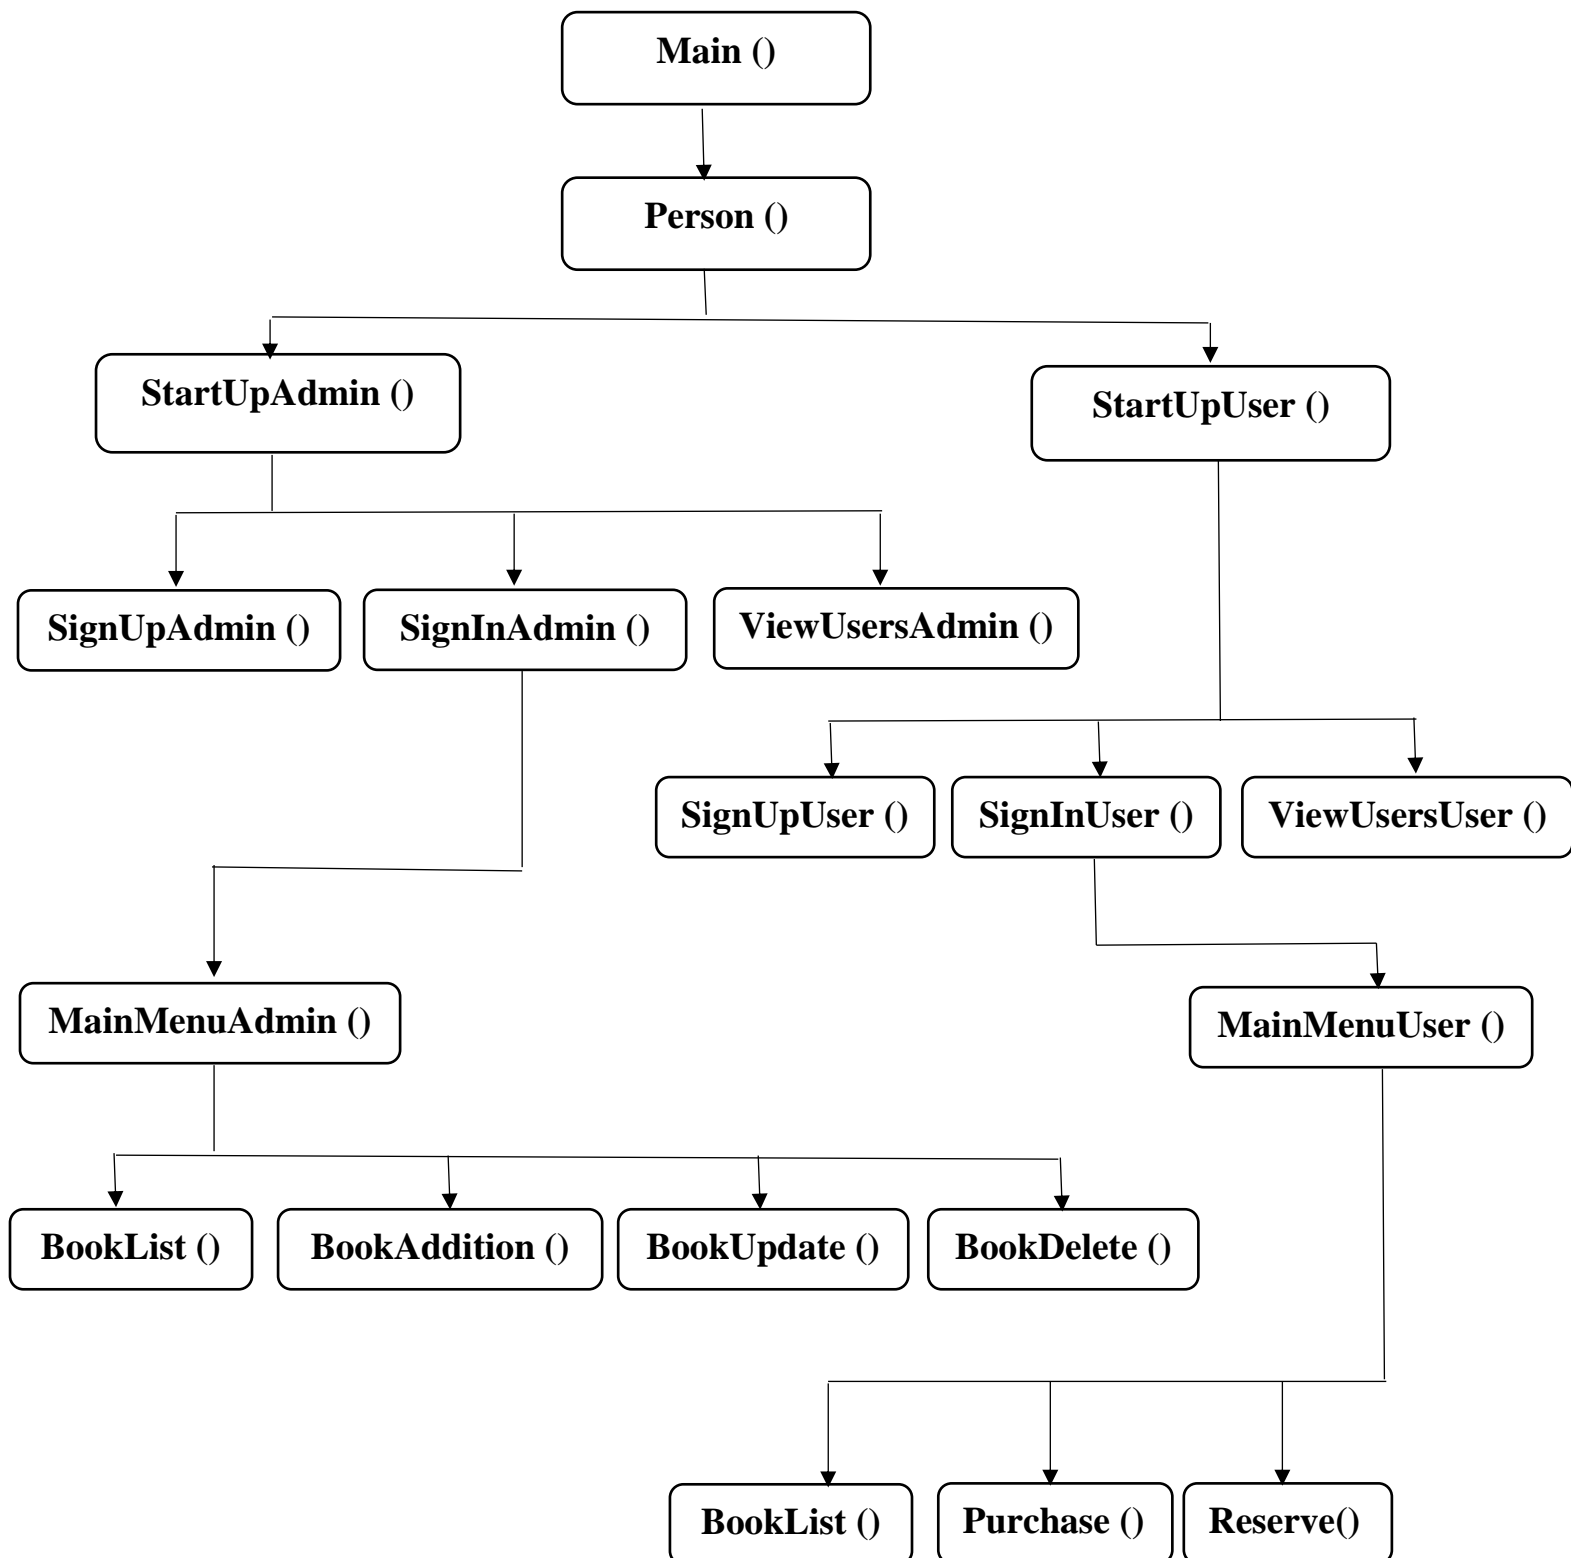 Main ()
Person ()
StartUpAdmin ()
StartUpUser ()
SignUpAdmin ()
SignInAdmin ()
ViewUsersAdmin ()
SignUpUser ()
SignInUser ()
ViewUsersUser ()
MainMenuAdmin ()
MainMenuUser ()
BookList ()
BookAddition ()
BookUpdate ()
BookDelete ()
BookList ()
Purchase ()
Reserve()